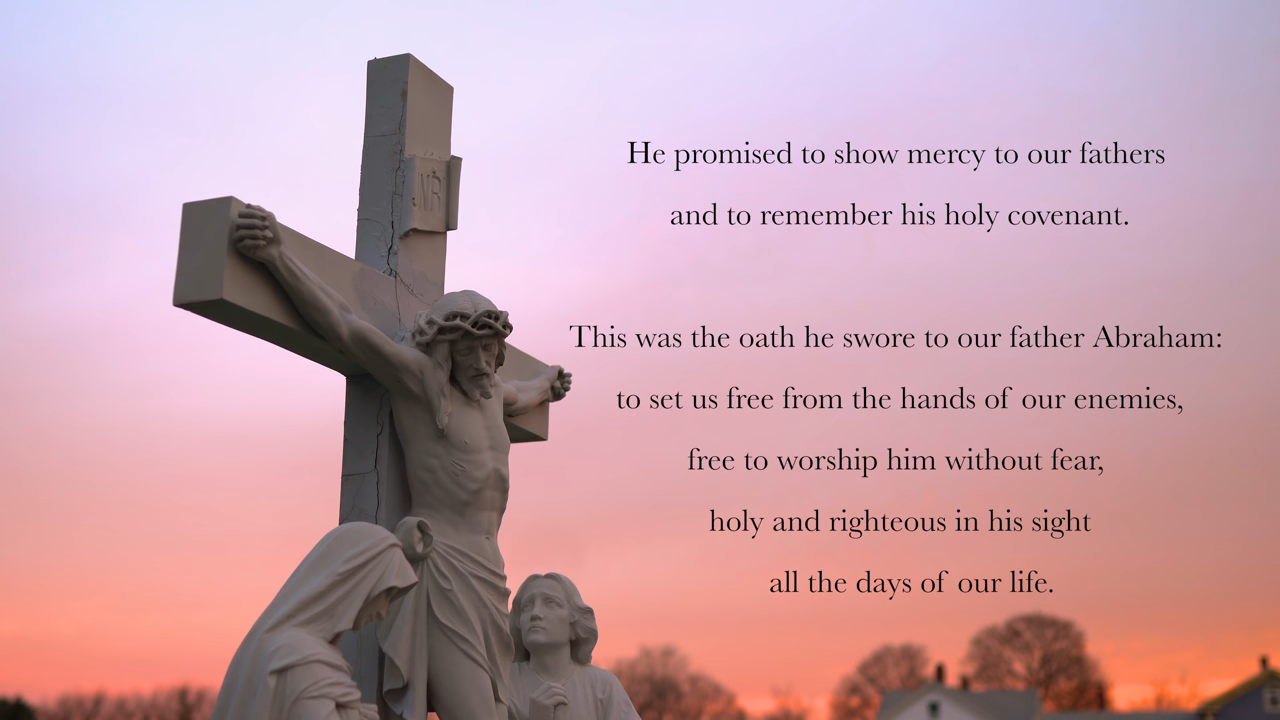 INRI
He promised to show mercy to our fathers
and to remember his holy covenant.
This was the oath he swore to our father Abraham:
to set us free from the hands of our enemies,
free to worship him without fear,
holy and righteous in his sight
all the days of our life.